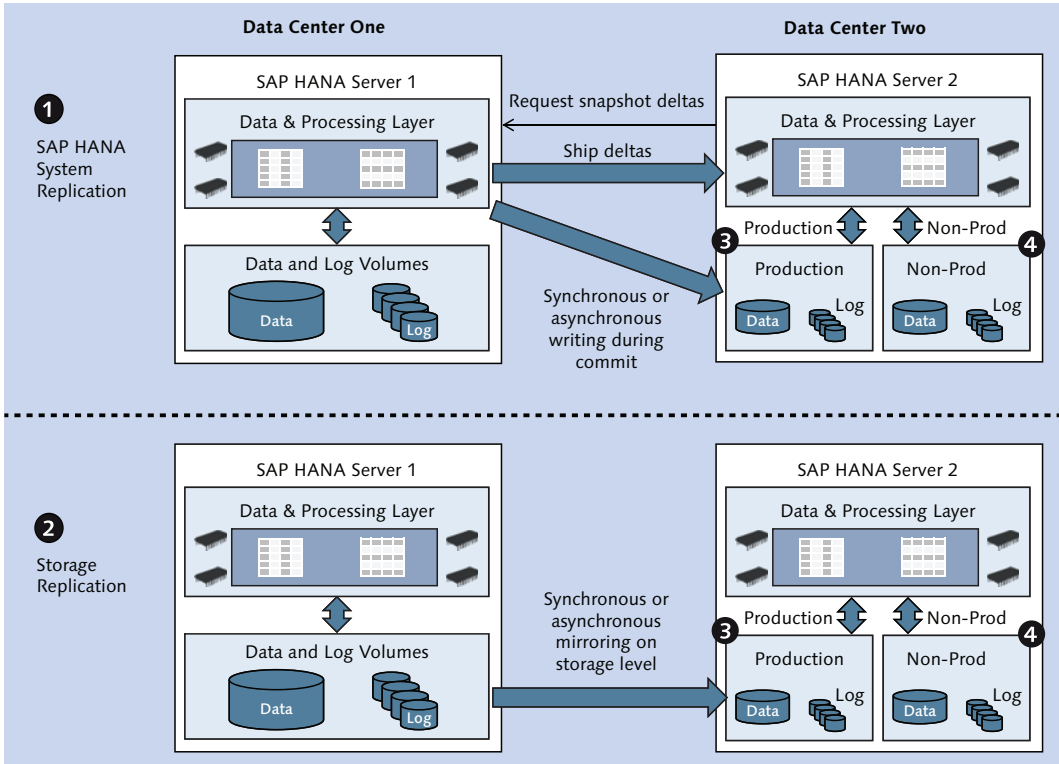 Data Center One
Data Center Two
1
SAP HANA
System
Replication
SAP HANA Server 1
Data & Processing Layer
Data and Log Volumes
Data
Log
Request snapshot deltas
Ship deltas
Synchronous or
asynchronous
writing during
commit
SAP HANA Server 2
Data & Processing Layer
3
Production
Non-Prod
4
Production
Data
Log
Non-Prod
Data
Log
2
Storage
Replication
SAP HANA Server 1
Data & Processing Layer
Data and Log Volumes
Data
Log
Synchronous or
asynchronous
mirroring on
storage level
SAP HANA Server 2
Data & Processing Layer
3
Production
Non-Prod
4
Production
Data
Log
Non-Prod
Data
Log